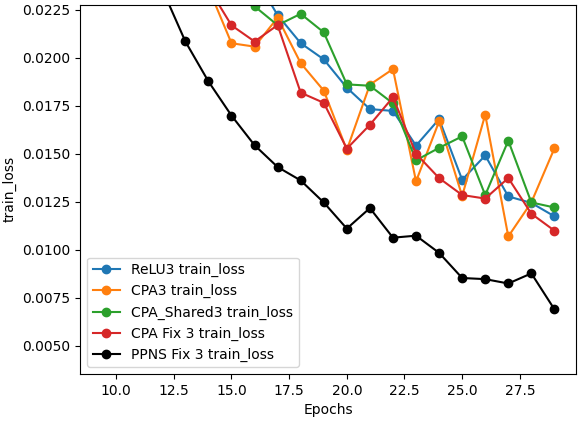 0.0225
0.0200
0.0175
0.0150
0.0125
0.0100
0.0075
0.0050
train_loss
ReLU3 train_loss
CPA3 train_loss
CPA_Shared3 train_loss
CPA Fix 3 train_loss
PPNS Fix 3 train_loss
10.0 12.5 15.0 17.5 20.0 22.5 25.0 27.5
Epochs